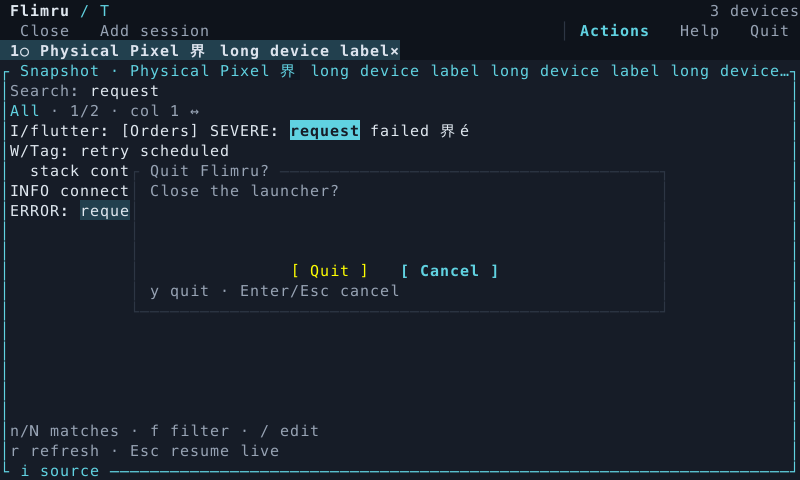 Flimru / T 3 devices
Close Add session │ Actions Help Quit
1○ Physical Pixel 界 long device label×
Snapshot · Physical Pixel 界 long device label long device label long device…
Search: request
All · 1/2 · col 1 ↔
I/flutter: [Orders] SEVERE: request failed 界 é
W/Tag: retry scheduled
stack cont
Quit Flimru?
INFO connect
Close the launcher?
ERROR: reque
[ Quit ] [ Cancel ]
y quit · Enter/Esc cancel
n/N matches · f filter · / edit
r refresh · Esc resume live
i source